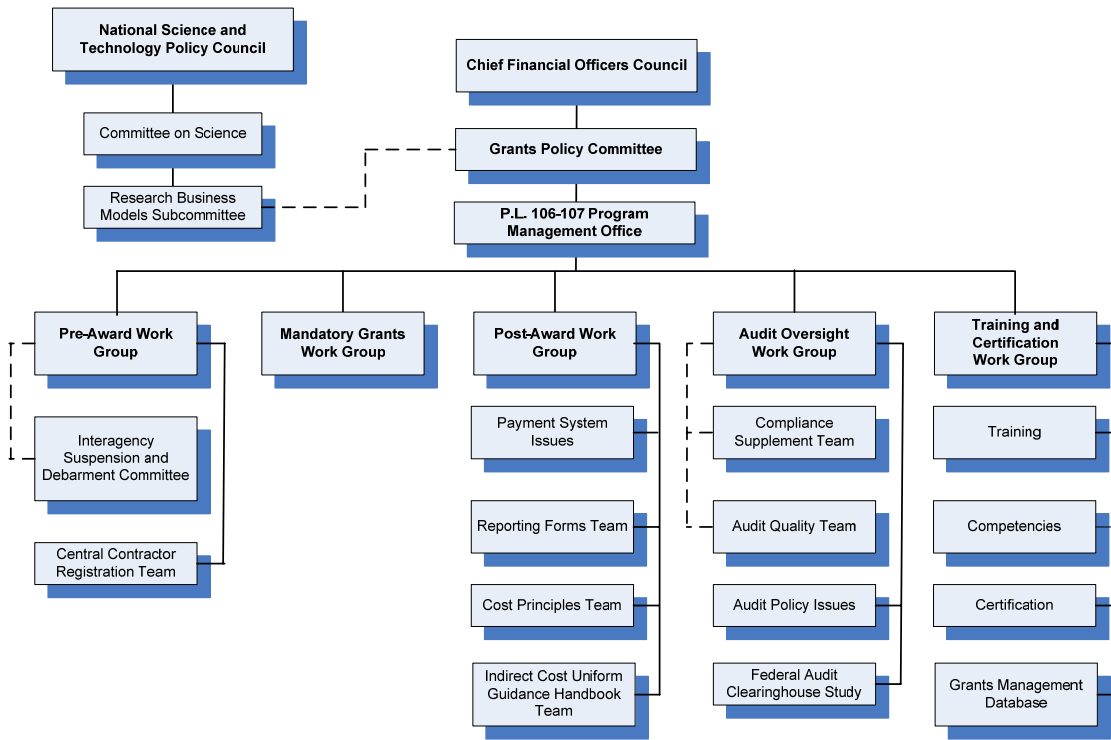 National Science and
Technology Policy Council
Chief Financial Officers Council
Committee on Science
Grants Policy Committee
Research Business
Models Subcommittee
P.L. 106-107 Program
Management Office
Pre-Award Work
Group
Mandatory Grants
Work Group
Post-Award Work
Group
Audit Oversight
Work Group
Training and
Certification
Work Group
Interagency
Suspension and
Debarment Committee
Central Contractor
Registration Team
Payment System
Issues
Reporting Forms Team
Cost Principles Team
Indirect Cost Uniform
Guidance Handbook
Team
Compliance
Supplement Team
Audit Quality Team
Audit Policy Issues
Federal Audit
Clearinghouse Study
Training
Competencies
Certification
Grants Management
Database